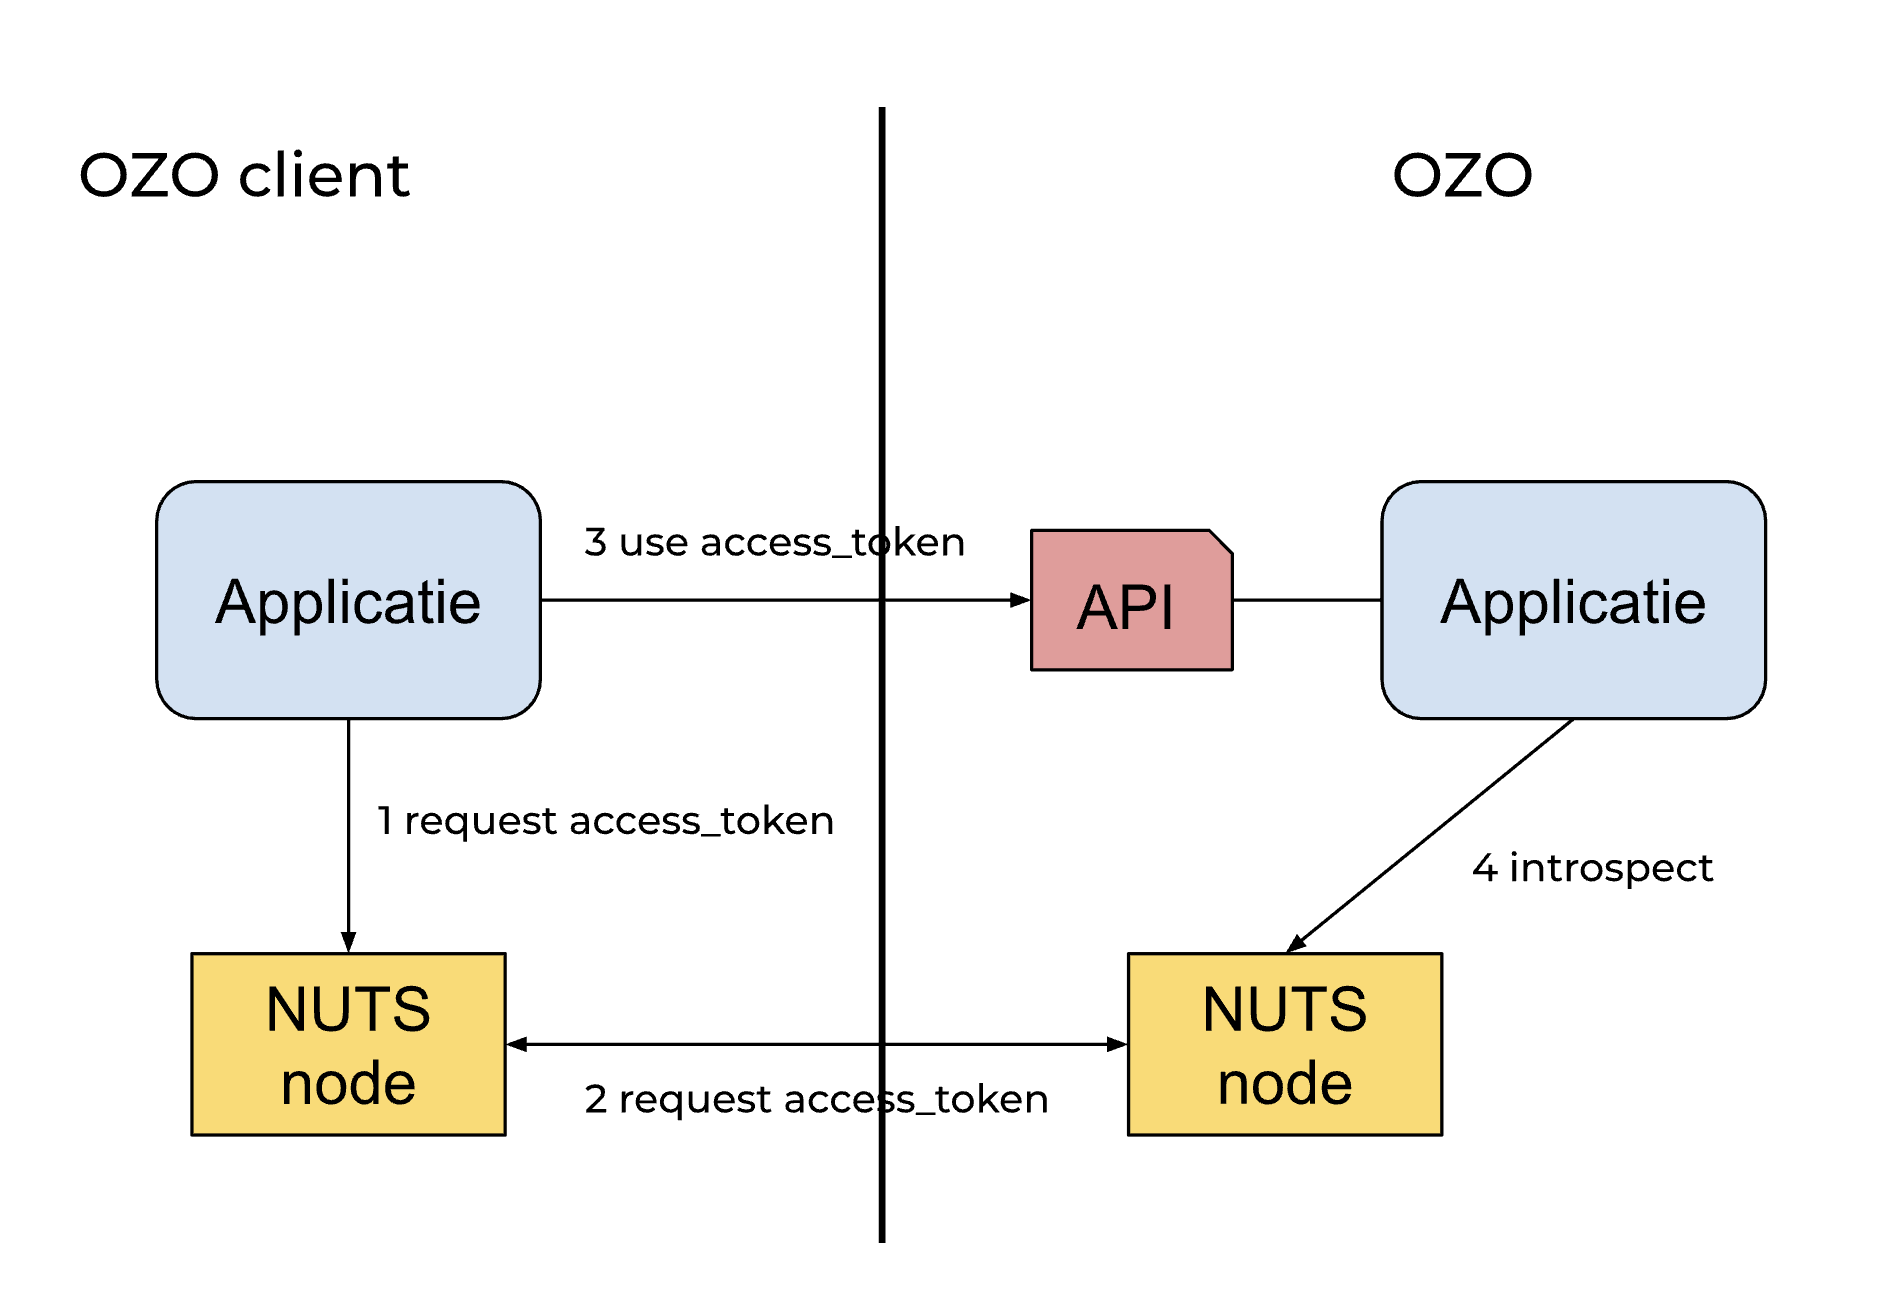 OZO client
OZO
3 use access_token
Applicatie
API
Applicatie
1 request access_token
4 introspect
NUTS
node
NUTS
node
2 request access_token